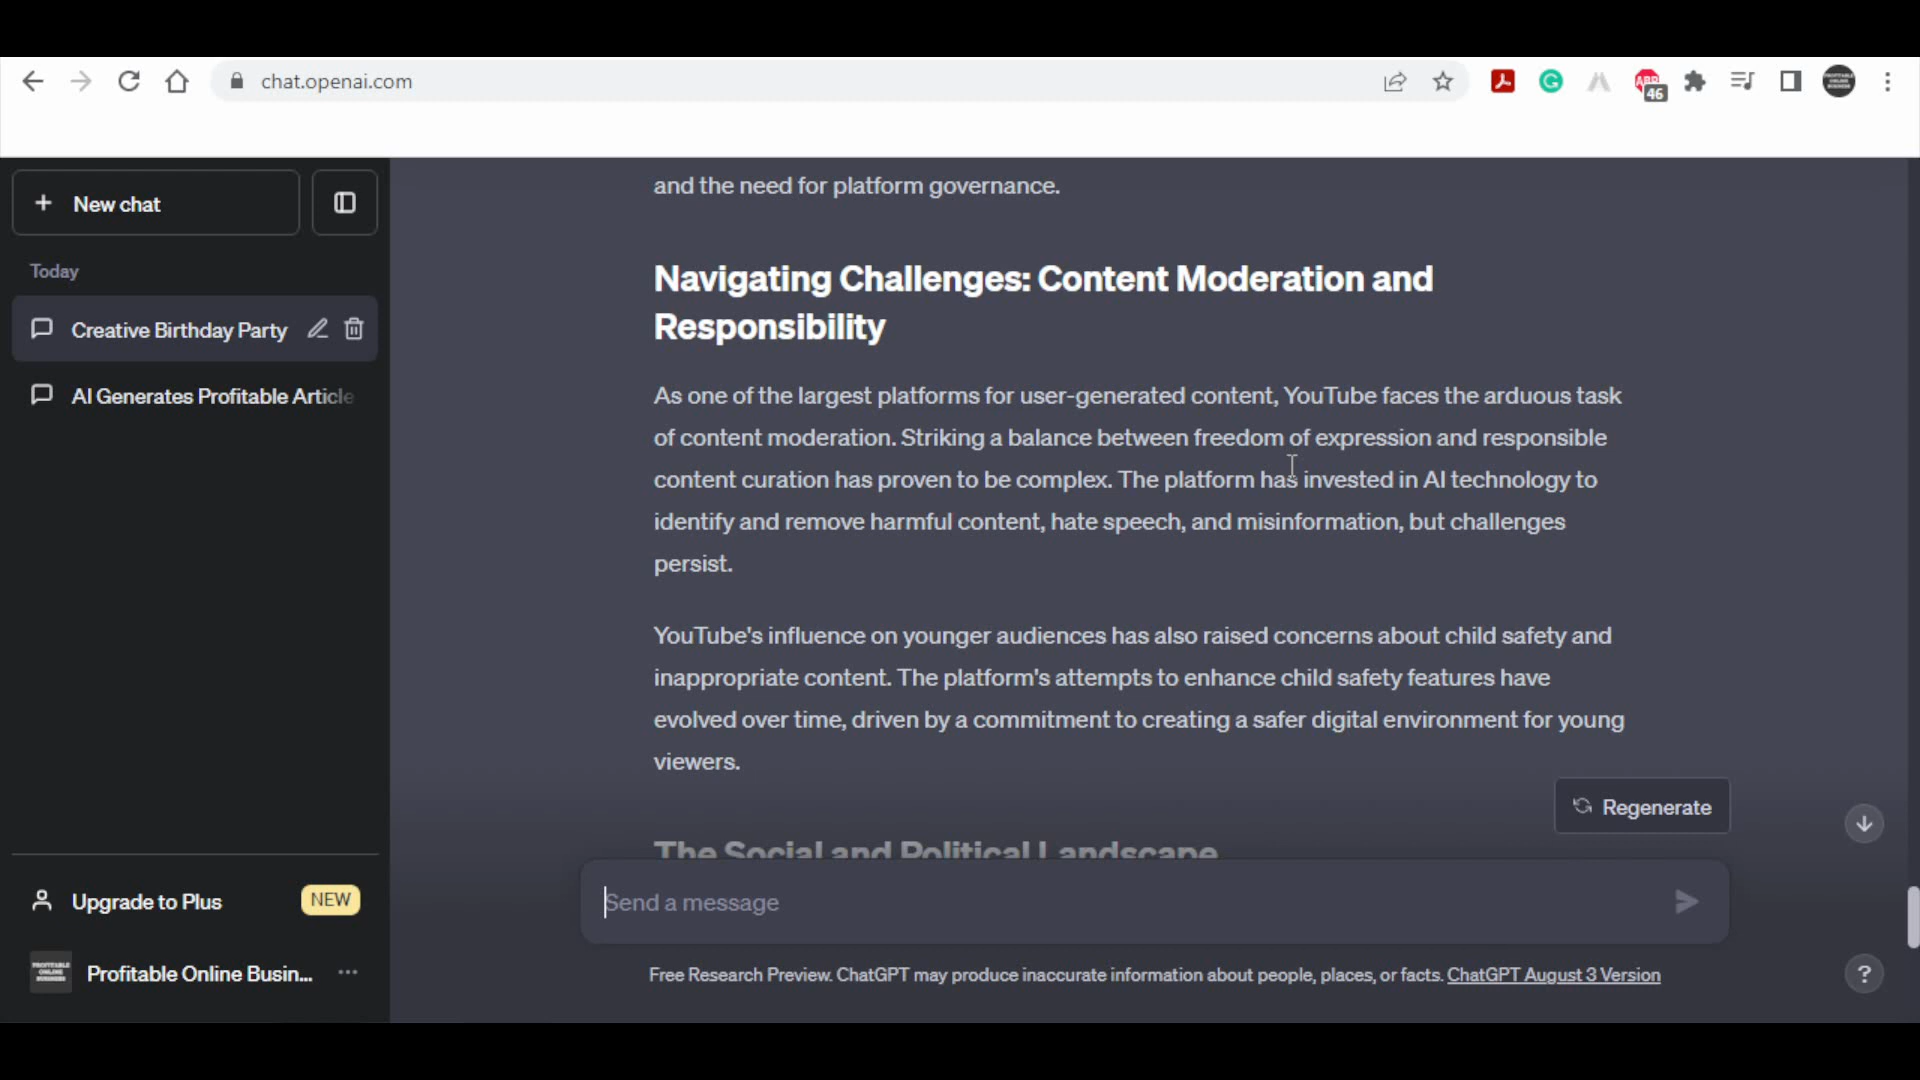 chat.openai.com
ABP
46
New chat
Today
Creative Birthday Party
AI Generates Profitable Article
and the need for platform governance.
Navigating Challenges: Content Moderation and
Responsibility
As one of the largest platforms for user-generated content, YouTube faces the arduous task
of content moderation. Striking a balance between freedom of expression and responsible
content curation has proven to be complex. The platform has invested in AI technology to
identify and remove harmful content, hate speech, and misinformation, but challenges
persist.
YouTube's influence on younger audiences has also raised concerns about child safety and
inappropriate content. The platform's attempts to enhance child safety features have
evolved over time, driven by a commitment to creating a safer digital environment for young
viewers.
Regenerate
The Social and Political Landscape
Send a message
Upgrade to Plus
NEW
PROFITABLE
ONLINE
BUSINESS
Profitable Online Busin...
Free Research Preview. ChatGPT may produce inaccurate information about people, places, or facts. ChatGPT August 3 Version
?